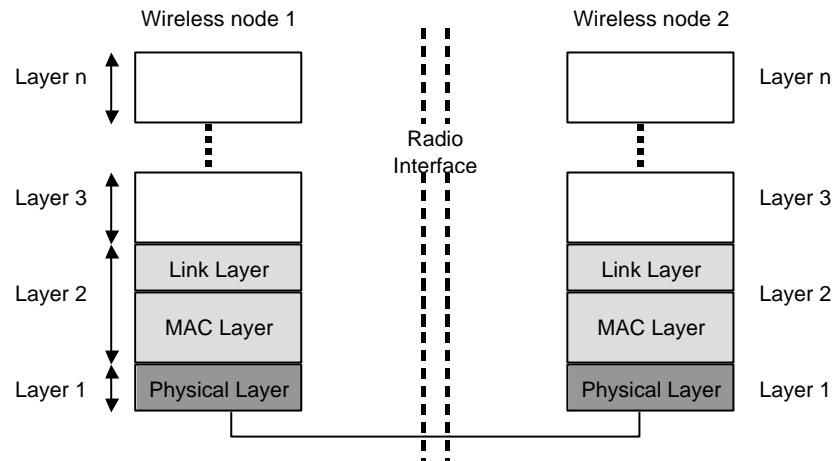 Wireless node 1
Wireless node 2
Layer n
Layer n
Radio
Interface
Layer 3
Layer 3
Link Layer
Link Layer
Layer 2
Layer 2
MAC Layer
MAC Layer
Layer 1
Physical Layer
Physical Layer
Layer 1